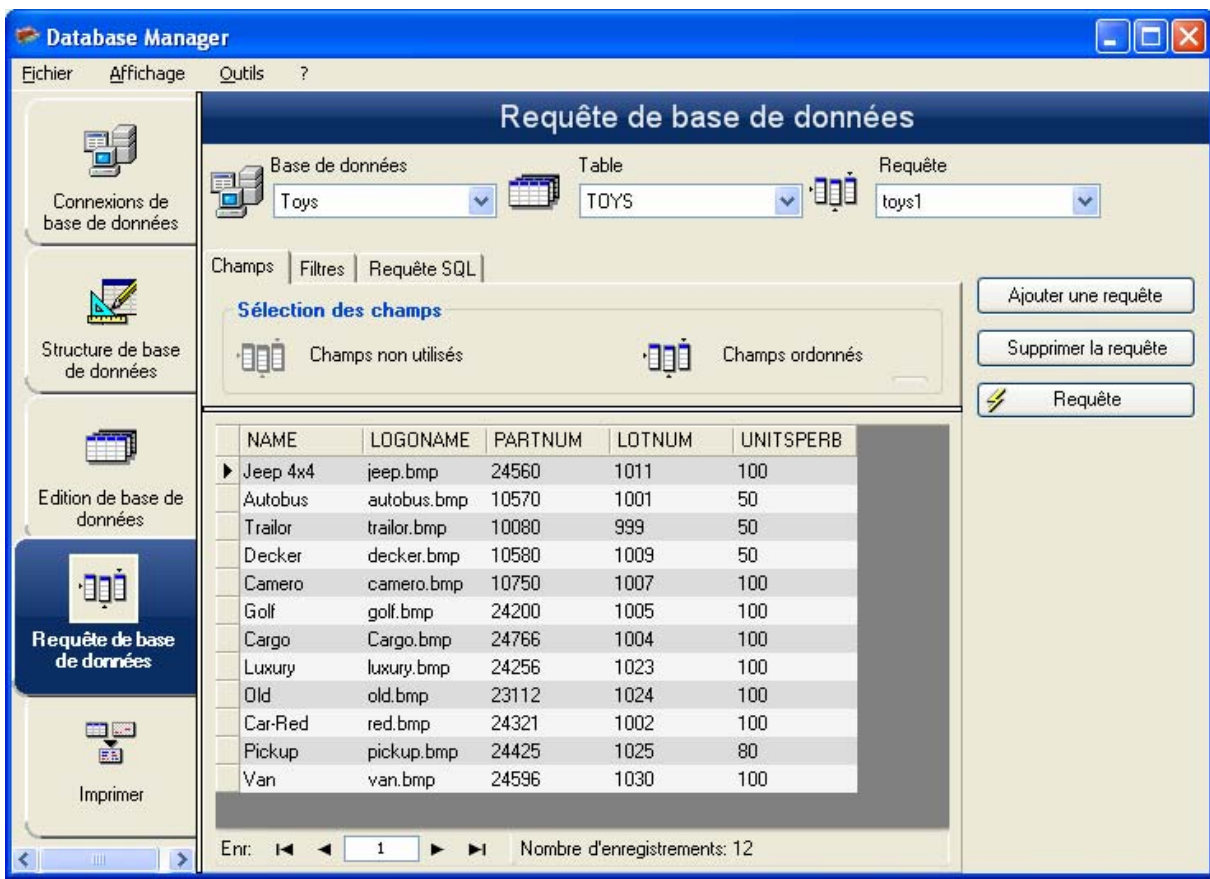 Database Manager
Fichier Affichage Outils ?
Connexions de
base de données
Structure de base
de données
Edition de base de
données
Requête de base
de données
Imprimer
Requête de base de données
Base de données Table Requête
Toys TOYS toys1
Champs Filtres Requête SQL
Sélection des champs
Champs non utilisés Champs ordonnés
Ajouter une requête
Supprimer la requête
Requête
NAME LOGONAME PARTNUM LOTNUM UNITSPERB
Jeep 4x4 jeep.bmp 24560 1011 100
Autobus autobus.bmp 10570 1001 50
Trailor trailor.bmp 10080 999 50
Decker decker.bmp 10580 1009 50
Camero camero.bmp 10750 1007 100
Golf golf.bmp 24200 1005 100
Cargo Cargo.bmp 24766 1004 100
Luxury luxury.bmp 24256 1023 100
Old old.bmp 23112 1024 100
Car-Red red.bmp 24321 1002 100
Pickup pickup.bmp 24425 1025 80
Van van.bmp 24596 1030 100
Enr: 1 Nombre d'enregistrements: 12